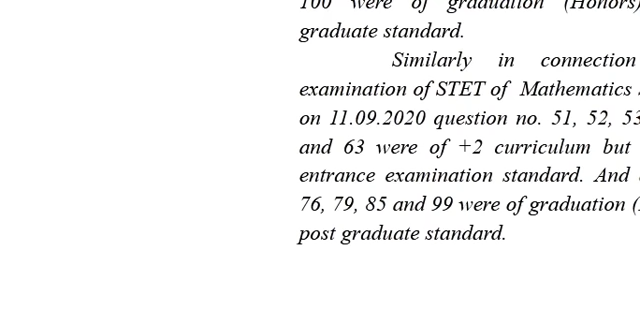 100 were of graduation (Honors)
graduate standard.
Similarly in connection
examination of STET of Mathematics
on 11.09.2020 question no. 51, 52, 53
and 63 were of +2 curriculum but
entrance examination standard. And
76, 79, 85 and 99 were of graduation (
post graduate standard.